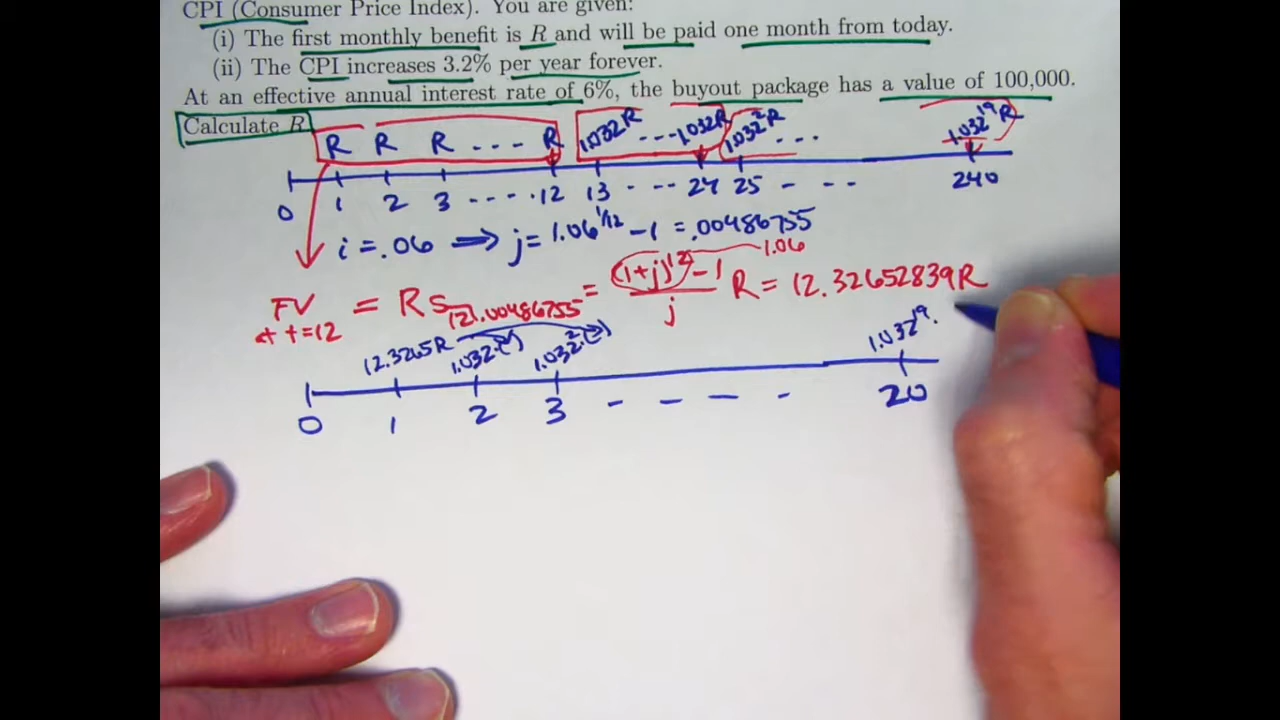 CPI (Consumer Price Index). You are given:
(i) The first monthly benefit is R and will be paid one month from today.
(ii) The CPI increases 3.2% per year forever.
At an effective annual interest rate of 6%, the buyout package has a value of 100,000.
Calculate R
R R R .... R 1.032R ....1.032R 1.032²R ... 1.032¹⁹R
0 1 2 3 ..... 12 13 - -- 24 25 - -- 240
i = .06 ⟹ j = 1.06^1/12 - 1 = .00486755
1.06
FV at t=12 = R s 12|.00486755 = (1+j)¹² - 1 / j R = 12.32652839R
12.3265R 1.032·(") 1.032²·(") 1.032¹⁹·
0 1 2 3 - - - - 20